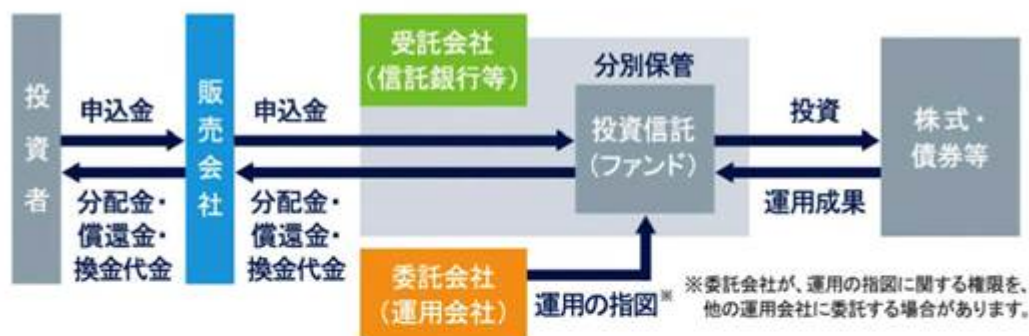 投資者
申込金
分配金・
償還金・
換金代金
販売会社
申込金
分配金・
償還金・
換金代金
受託会社
(信託銀行等)
分別保管
投資信託
(ファンド)
委託会社
(運用会社)
運用の指図※
投資
運用成果
株式・
債券等
※委託会社が、運用の指図に関する権限を、
他の運用会社に委託する場合があります。